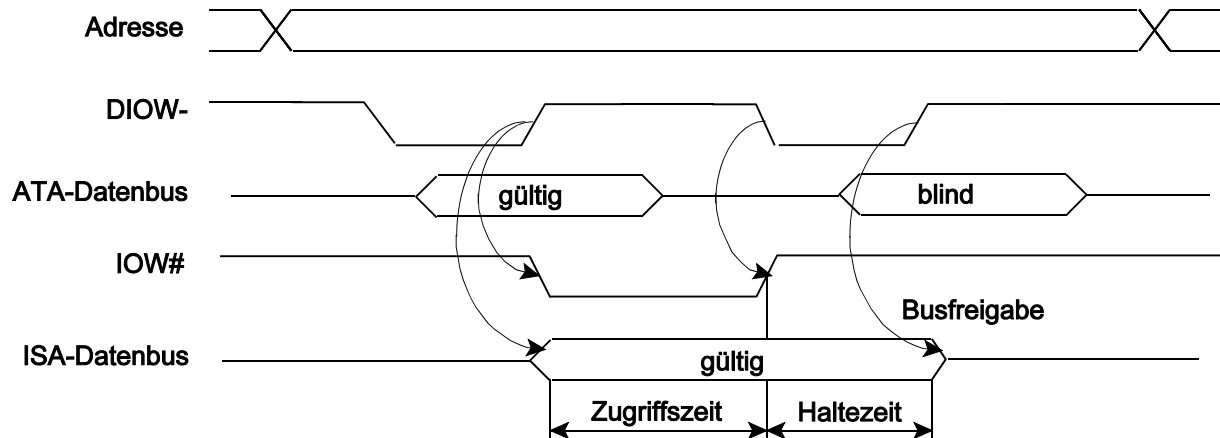 Adresse
DIOW-
ATA-Datenbus
gültig
blind
IOW#
Busfreigabe
ISA-Datenbus
gültig
Zugriffszeit
Haltezeit